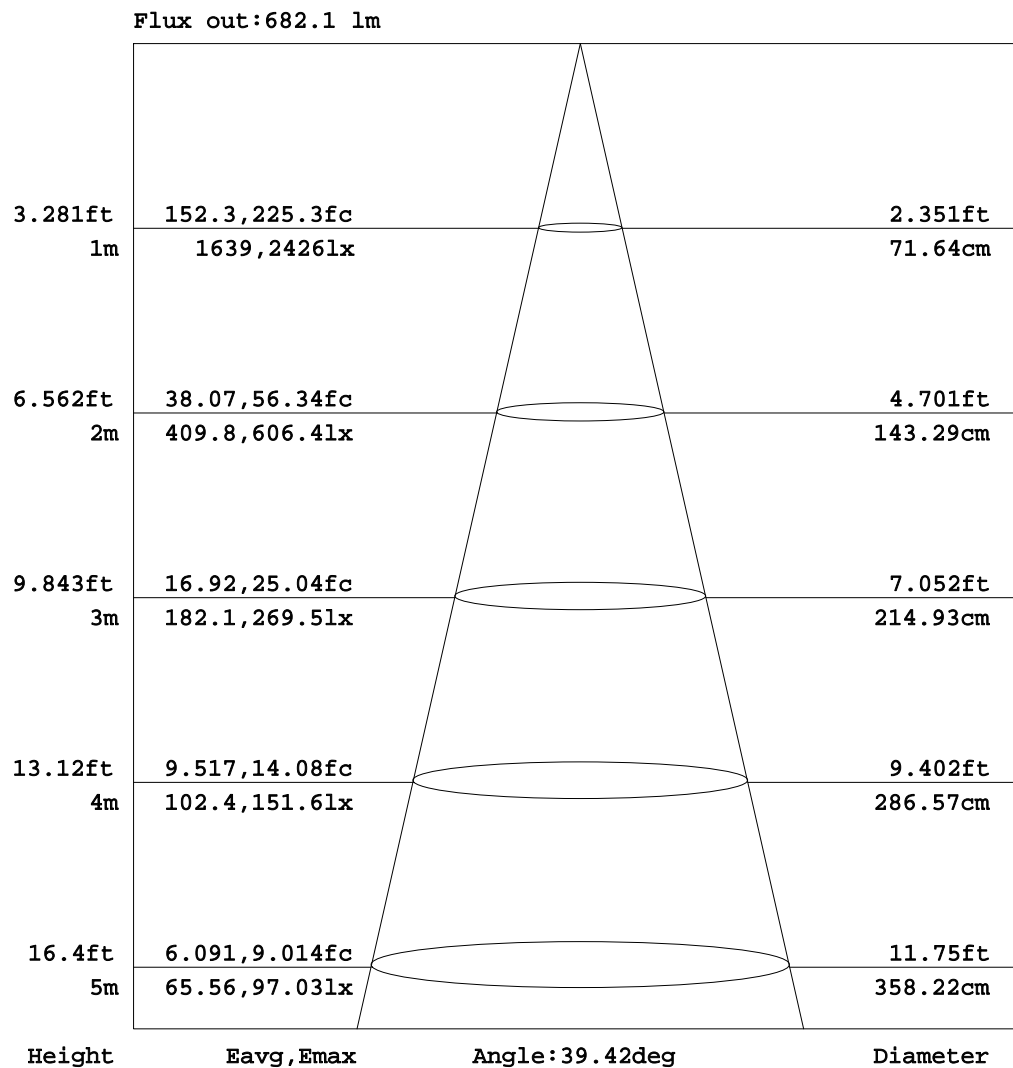 Flux out:682.1 lm
3.281ft 152.3,225.3fc 2.351ft
1m 1639,2426lx 71.64cm
6.562ft 38.07,56.34fc 4.701ft
2m 409.8,606.4lx 143.29cm
9.843ft 16.92,25.04fc 7.052ft
3m 182.1,269.5lx 214.93cm
13.12ft 9.517,14.08fc 9.402ft
4m 102.4,151.6lx 286.57cm
16.4ft 6.091,9.014fc 11.75ft
5m 65.56,97.03lx 358.22cm
Height Eavg,Emax Angle:39.42deg Diameter